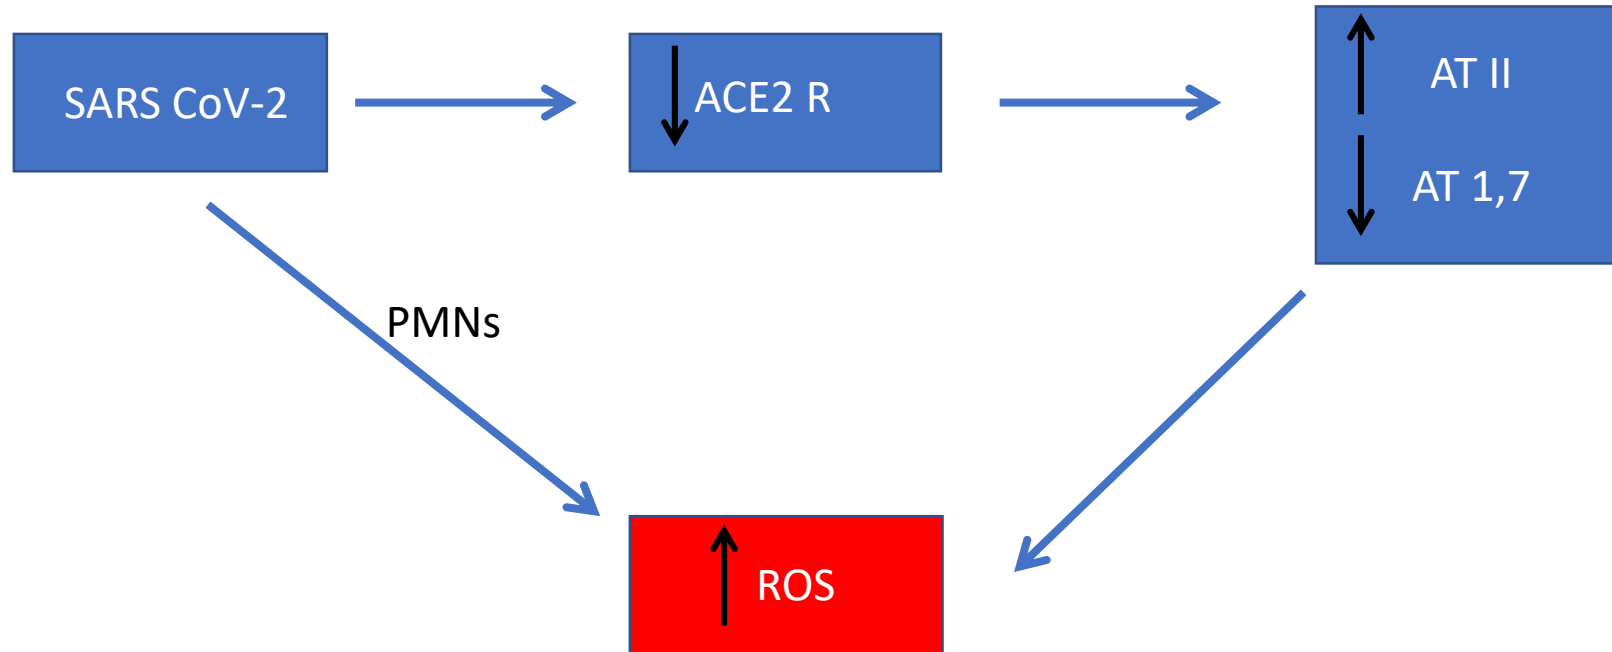 SARS CoV-2
ACE2 R
AT II
AT 1,7
PMNs
ROS